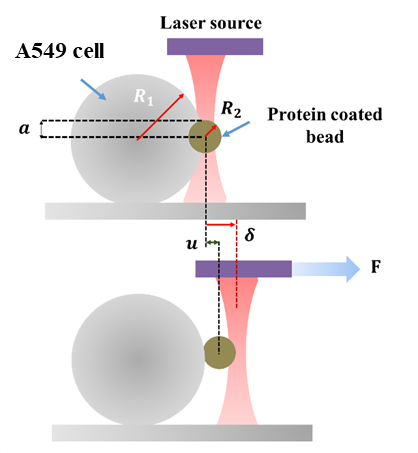 Laser source
A549 cell
R₁
R₂
a
Protein coated
bead
u
δ
F